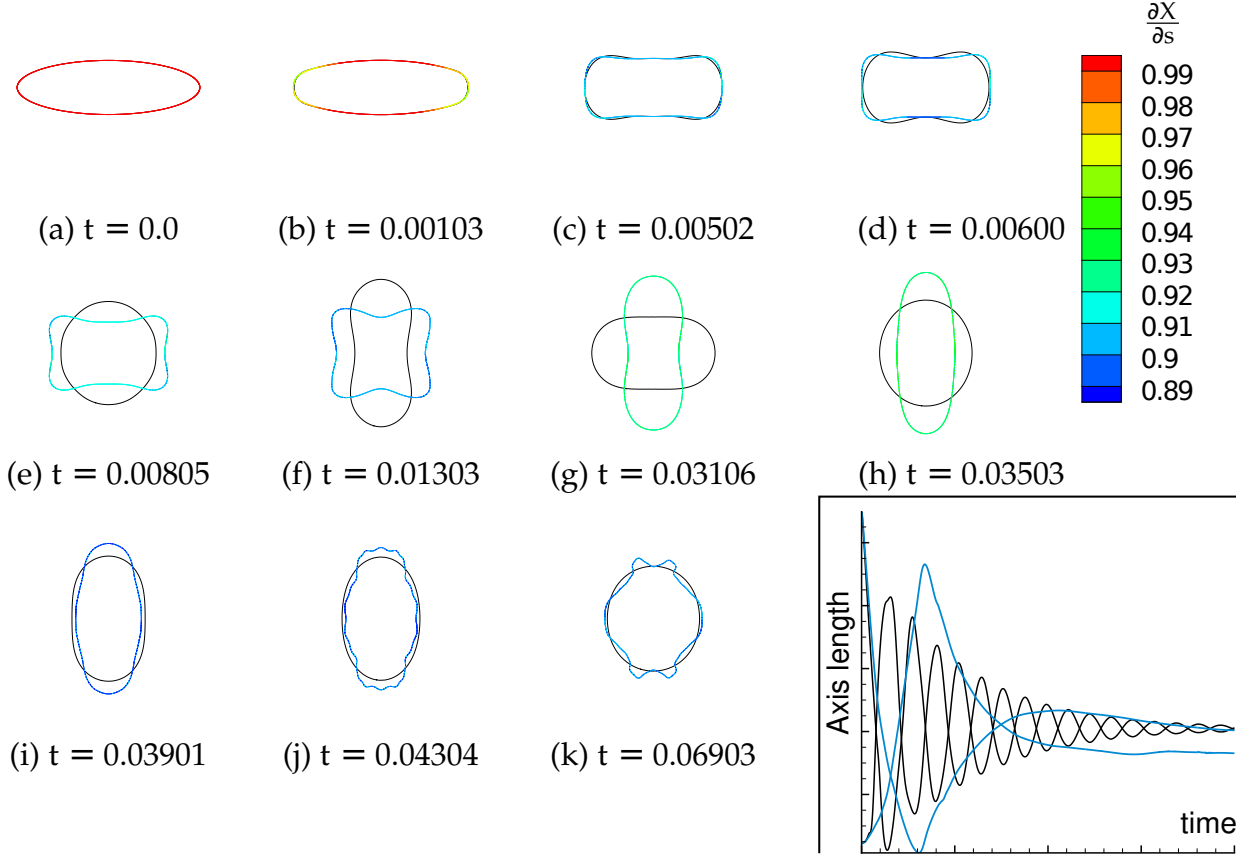 ∂X
∂s
0.99
0.98
0.97
0.96
0.95
0.94
0.93
0.92
0.91
0.9
0.89
(a) t = 0.0
(b) t = 0.00103
(c) t = 0.00502
(d) t = 0.00600
(e) t = 0.00805
(f) t = 0.01303
(g) t = 0.03106
(h) t = 0.03503
(i) t = 0.03901
(j) t = 0.04304
(k) t = 0.06903
Axis length
time